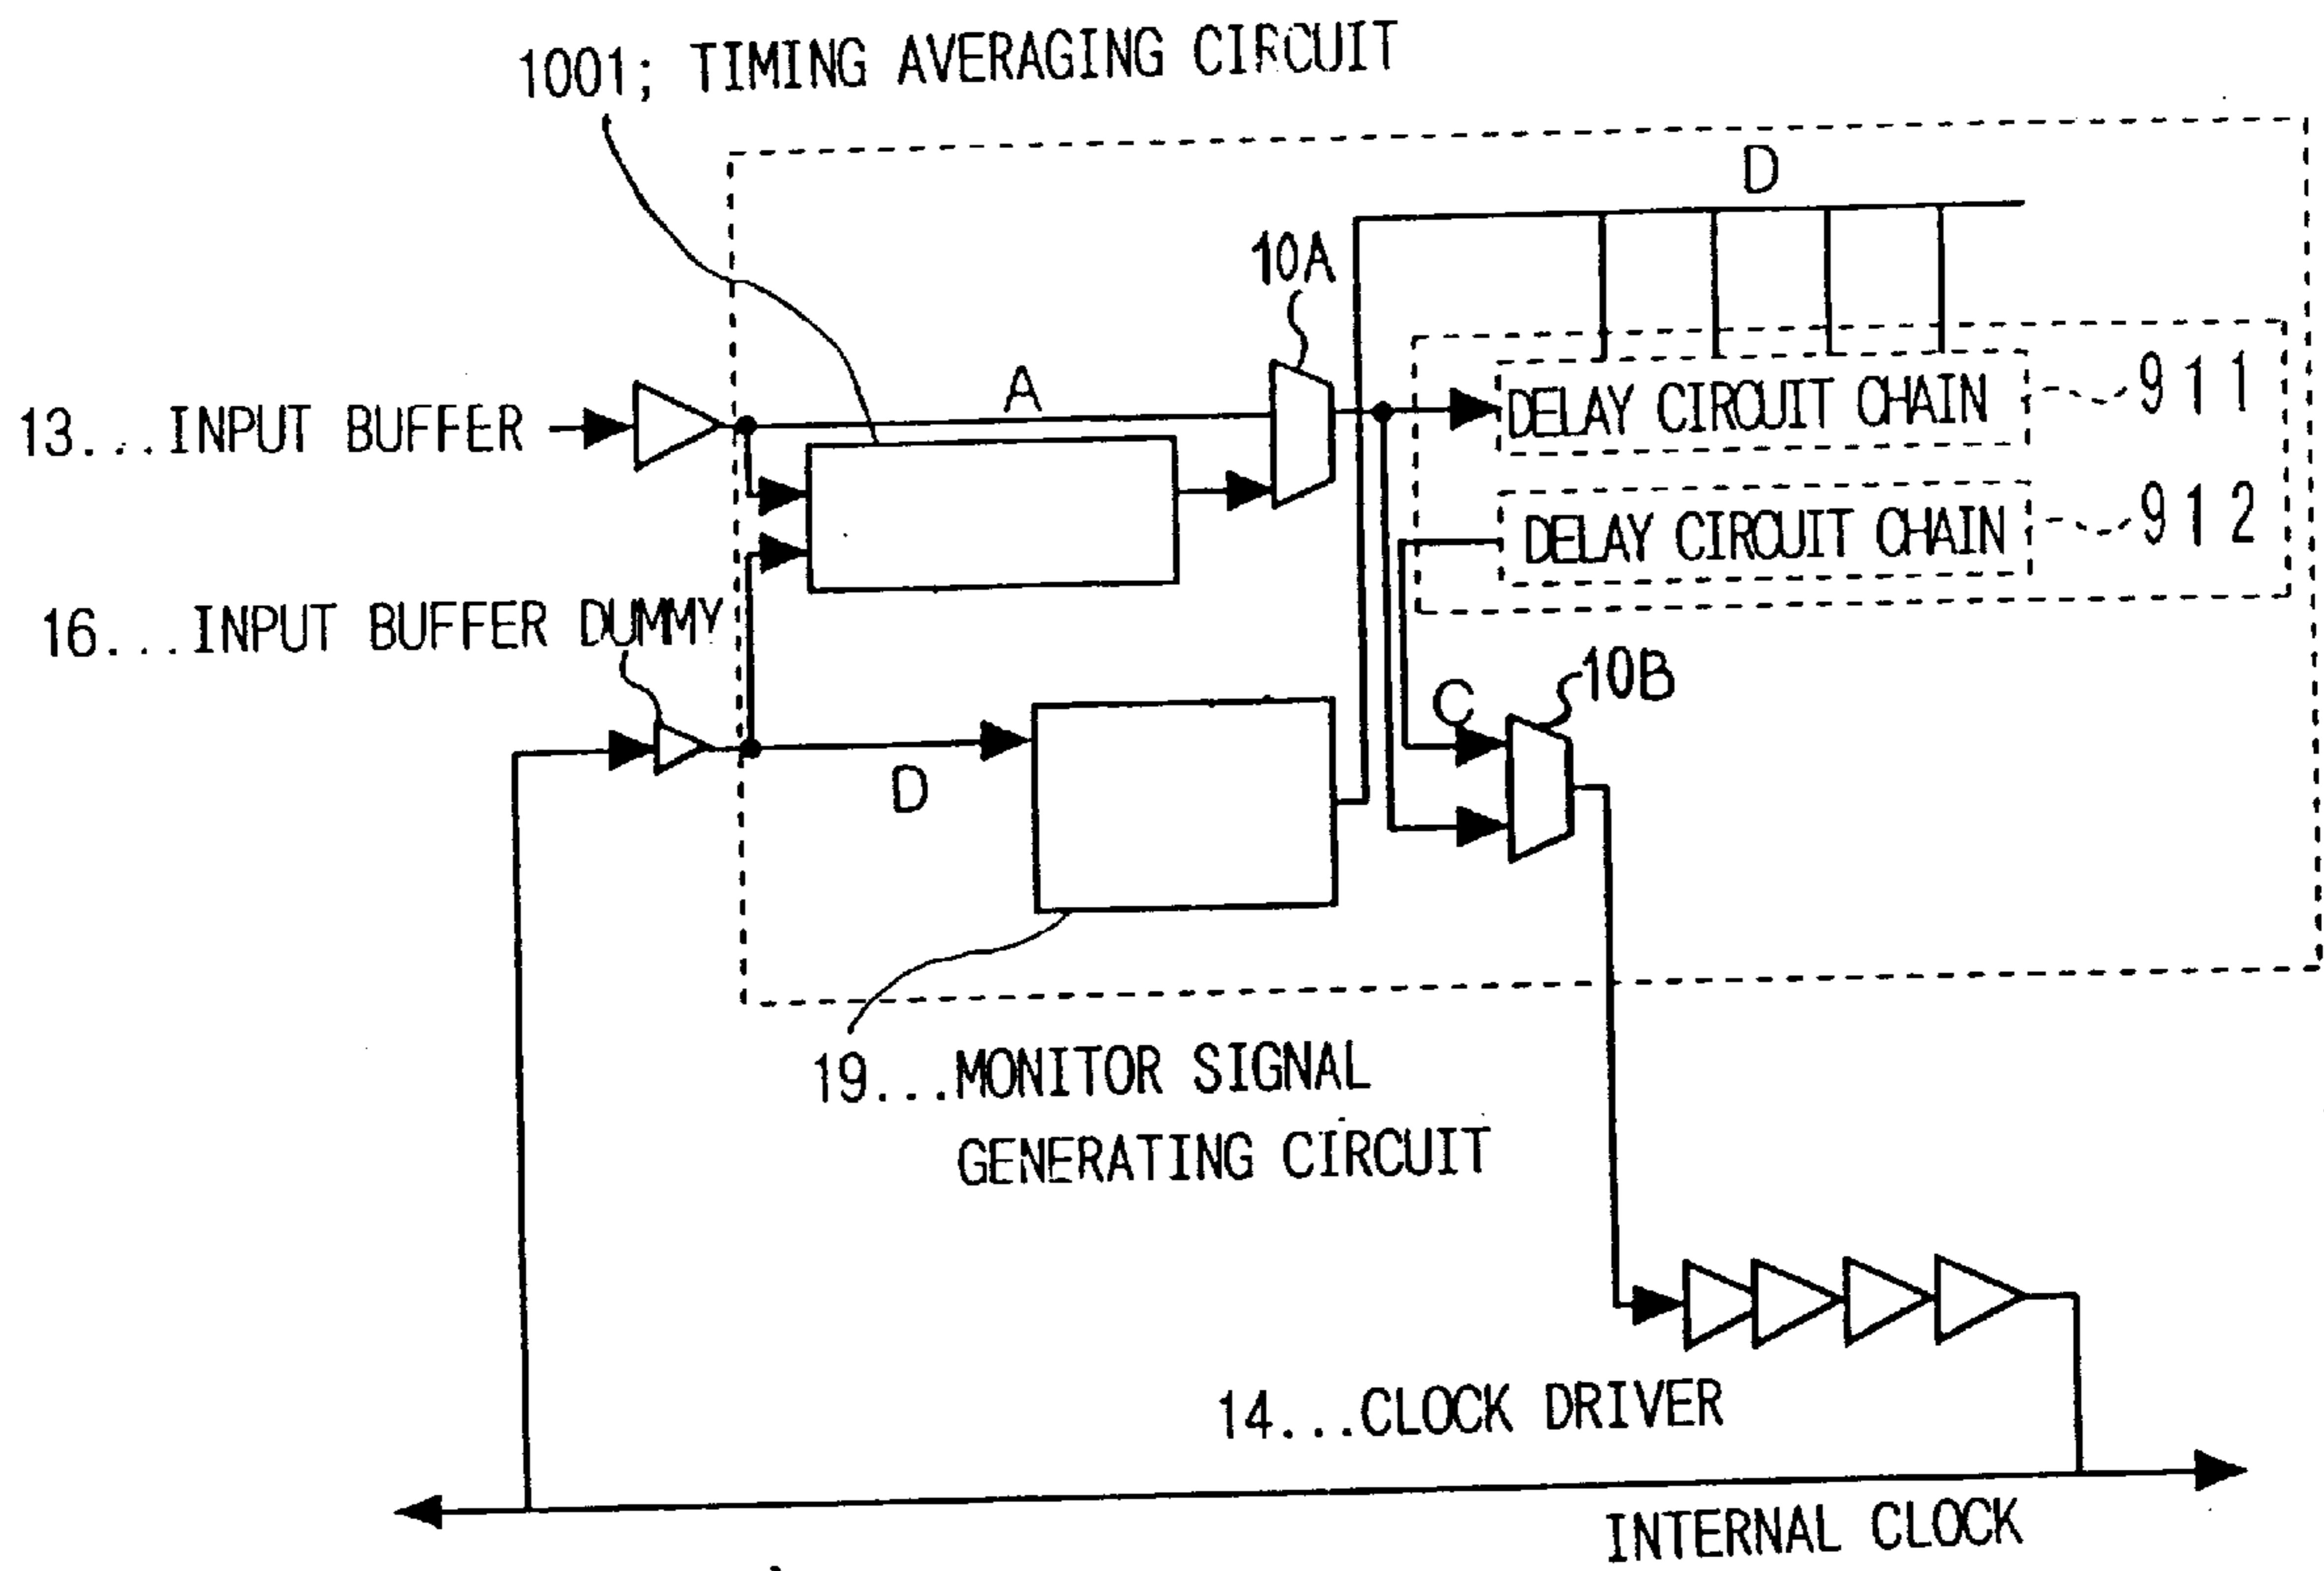 1001; TIMING AVERAGING CIRCUIT
D
10A
A
13... INPUT BUFFER
DELAY CIRCUIT CHAIN 911
DELAY CIRCUIT CHAIN 912
16...INPUT BUFFER DUMMY
10B
C
D
19...MONITOR SIGNAL
GENERATING CIRCUIT
14...CLOCK DRIVER
INTERNAL CLOCK